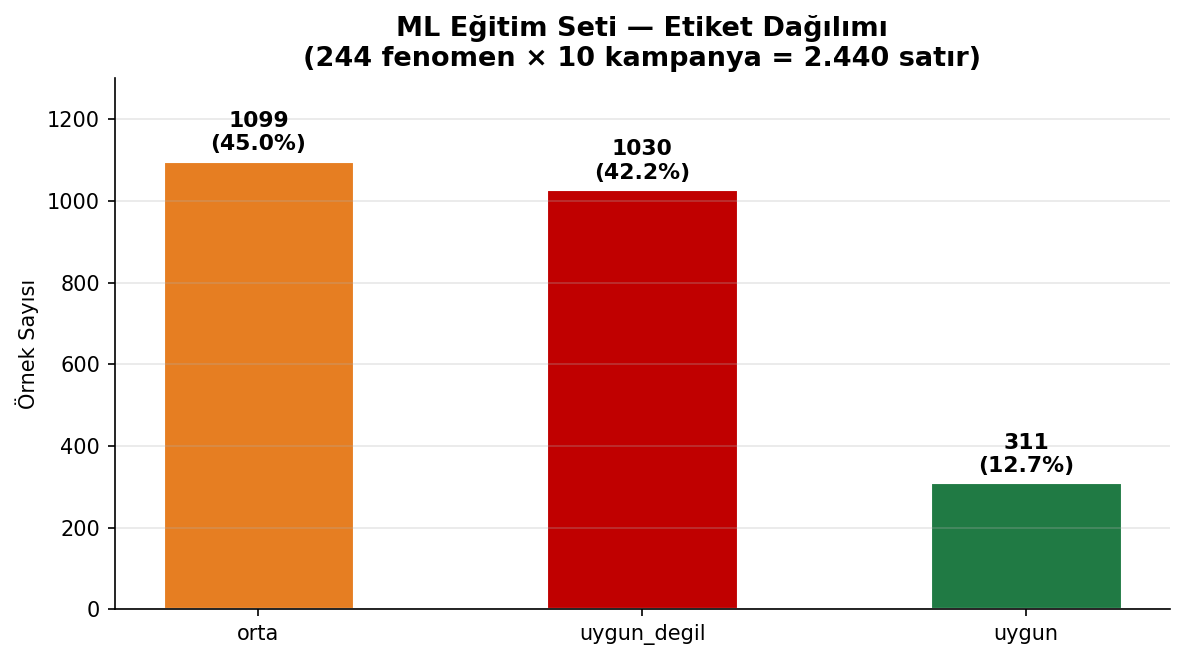 ML Eğitim Seti — Etiket Dağılımı
(244 fenomen × 10 kampanya = 2.440 satır)
Örnek Sayısı
1200
1000
800
600
400
200
0
1099
(45.0%)
1030
(42.2%)
311
(12.7%)
orta
uygun_degil
uygun